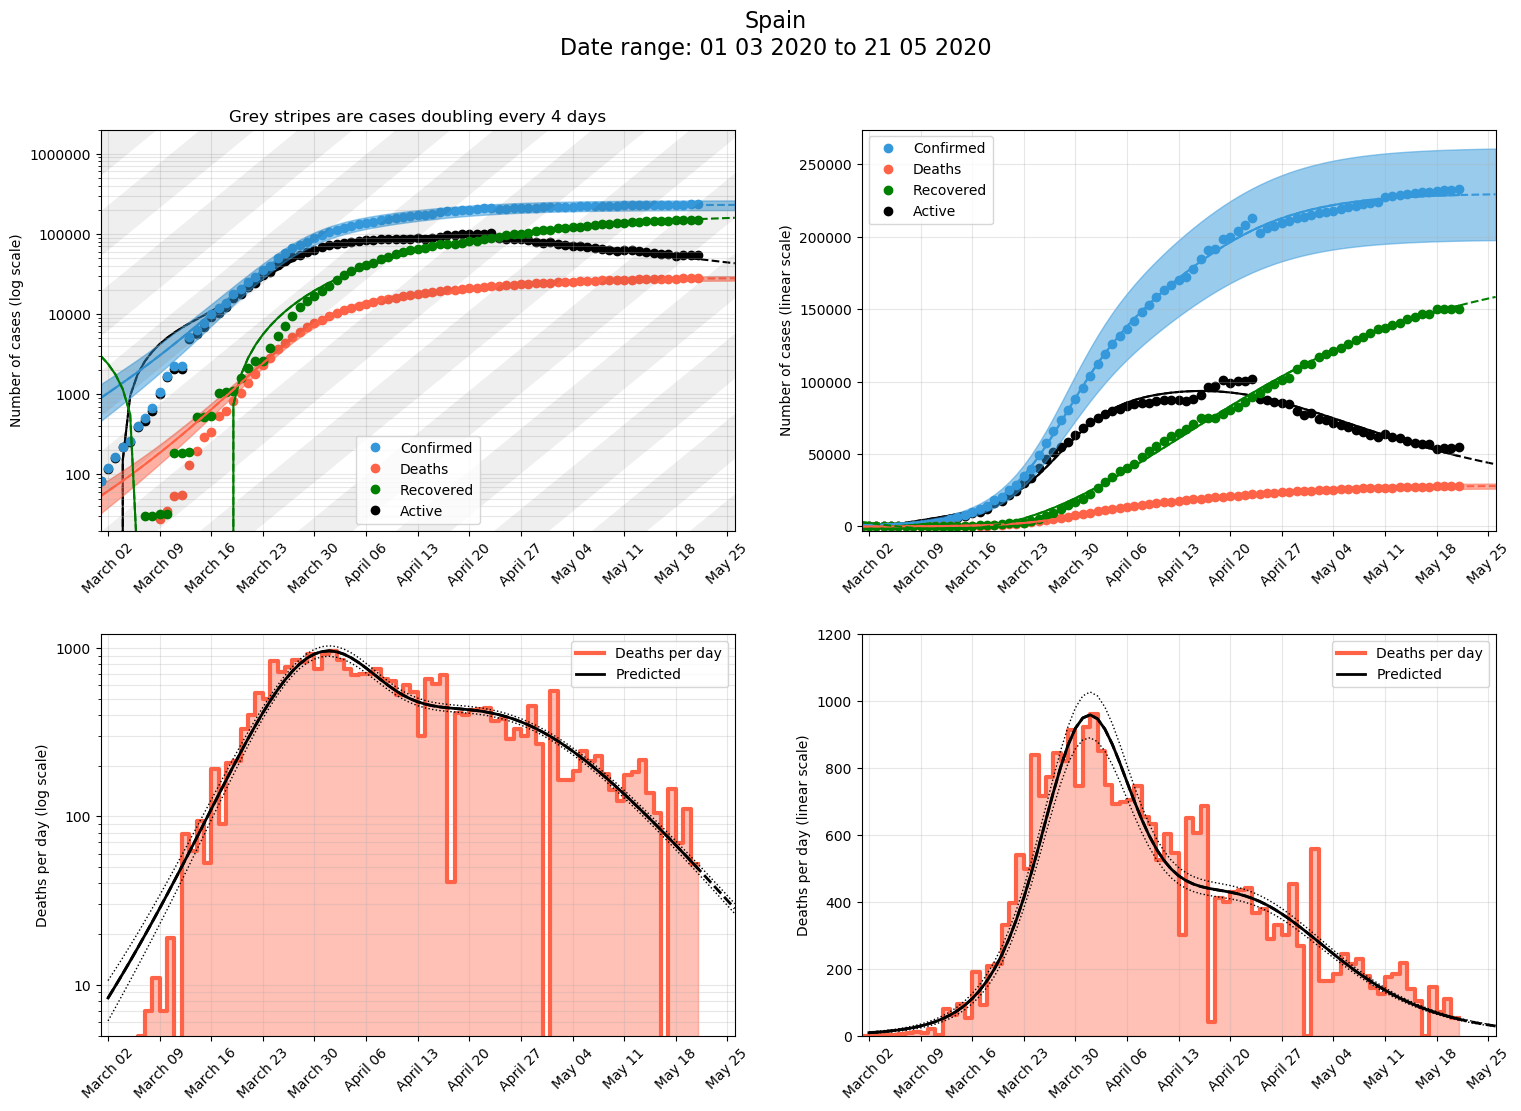 Spain
Date range: 01 03 2020 to 21 05 2020
Grey stripes are cases doubling every 4 days
Number of cases (log scale)
1000000
100000
10000
1000
100
Confirmed
Deaths
Recovered
Active
March 02
March 09
March 16
March 23
March 30
April 06
April 13
April 20
April 27
May 04
May 11
May 18
May 25
Number of cases (linear scale)
250000
200000
150000
100000
50000
0
Confirmed
Deaths
Recovered
Active
March 02
March 09
March 16
March 23
March 30
April 06
April 13
April 20
April 27
May 04
May 11
May 18
May 25
Deaths per day (log scale)
1000
100
10
Deaths per day
Predicted
March 02
March 09
March 16
March 23
March 30
April 06
April 13
April 20
April 27
May 04
May 11
May 18
May 25
Deaths per day (linear scale)
1200
1000
800
600
400
200
0
Deaths per day
Predicted
March 02
March 09
March 16
March 23
March 30
April 06
April 13
April 20
April 27
May 04
May 11
May 18
May 25